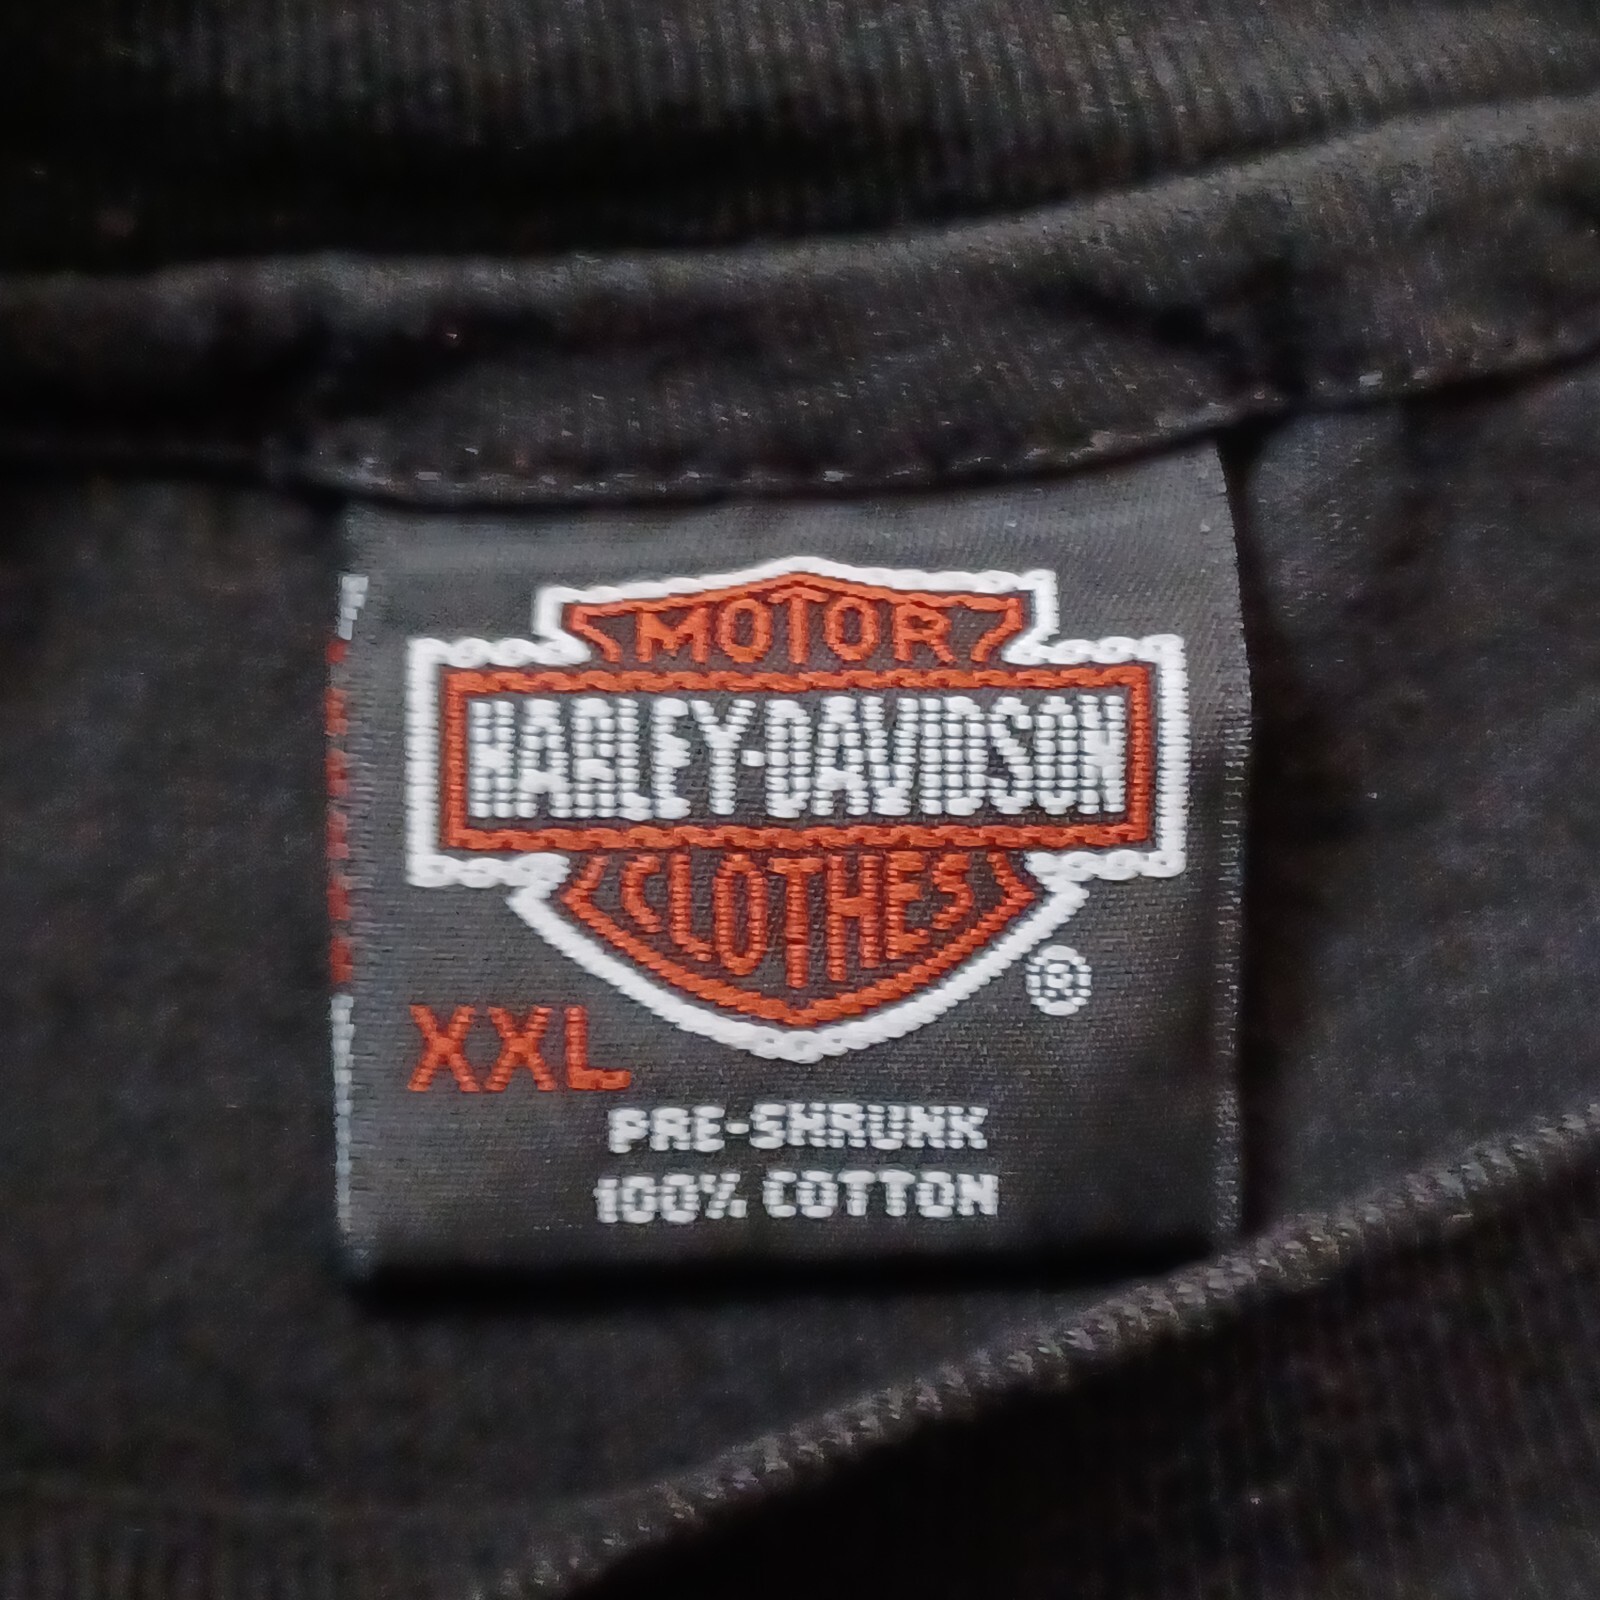 MOTOR
HARLEY-DAVIDSON
CLOTHES
®
XXL
PRE-SHRUNK
100% COTTON